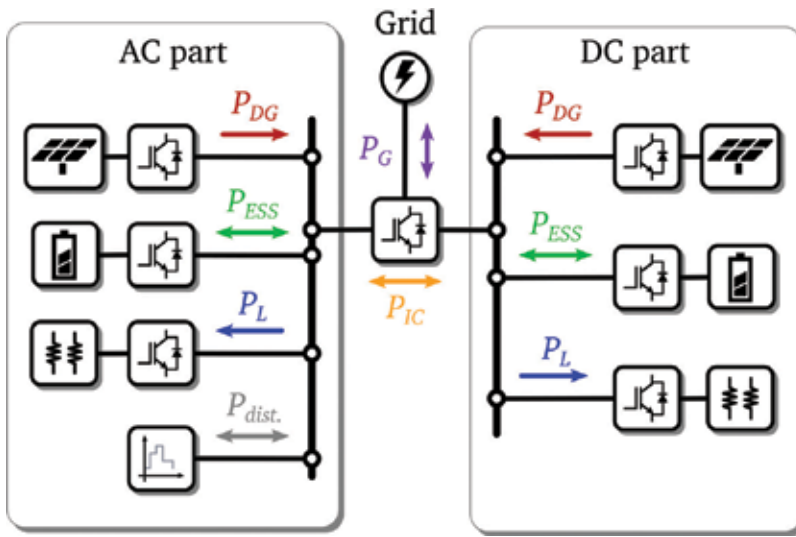 Grid
AC part
DC part
P_DG
P_DG
P_G
P_ESS
P_ESS
P_IC
P_L
P_L
P_dist.